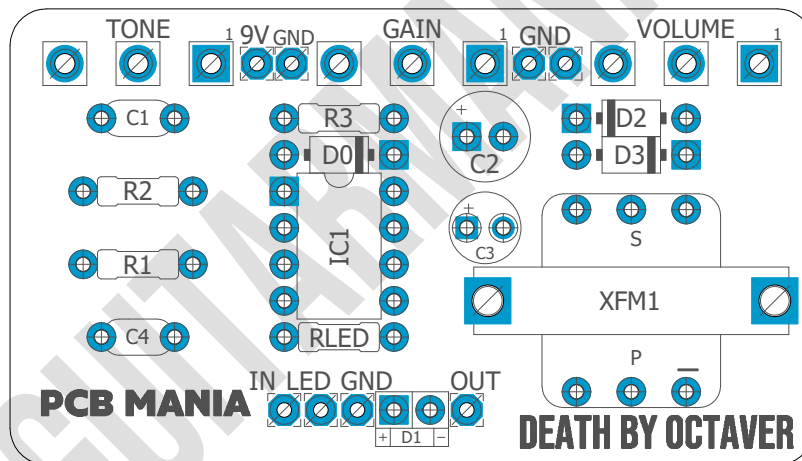 TONE
1
9V
GND
GAIN
1
GND
VOLUME
1
C1
R3
+
C2
D2
D0
D3
R2
IC1
+
C3
S
R1
XFM1
C4
RLED
P
IN LED GND
OUT
PCB MANIA
+ D1 −
DEATH BY OCTAVER